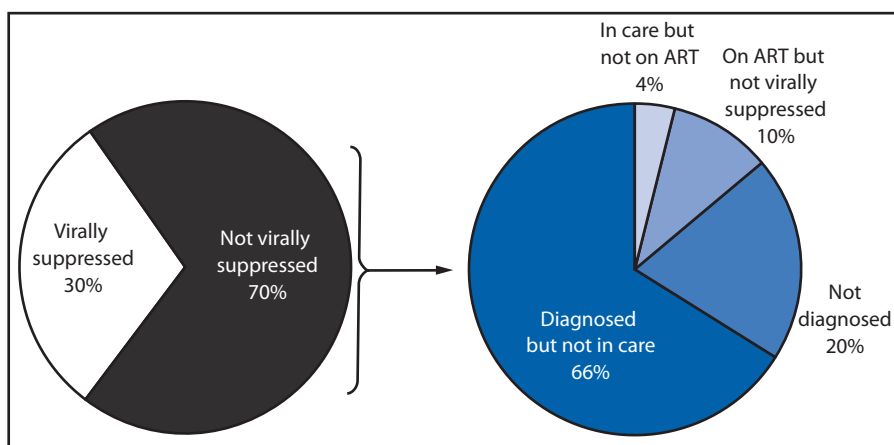 Virally
suppressed
30%
Not virally
suppressed
70%
In care but
not on ART
4%
On ART but
not virally
suppressed
10%
Not
diagnosed
20%
Diagnosed
but not in care
66%